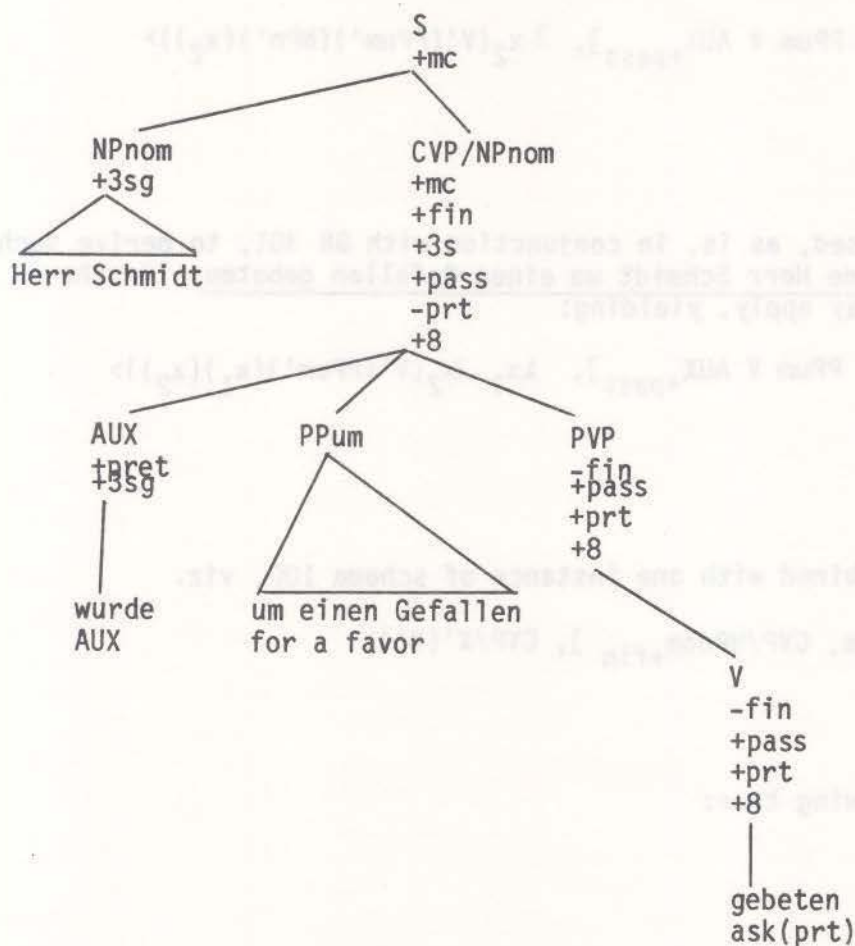 S
+mc
NPnom
+3sg
Herr Schmidt
CVP/NPnom
+mc
+fin
+3s
+pass
-prt
+8
AUX
+pret
+3sg
wurde
AUX
PPum
um einen Gefallen
for a favor
PVP
-fin
+pass
+prt
+8
V
-fin
+pass
+prt
+8
gebeten
ask(prt)